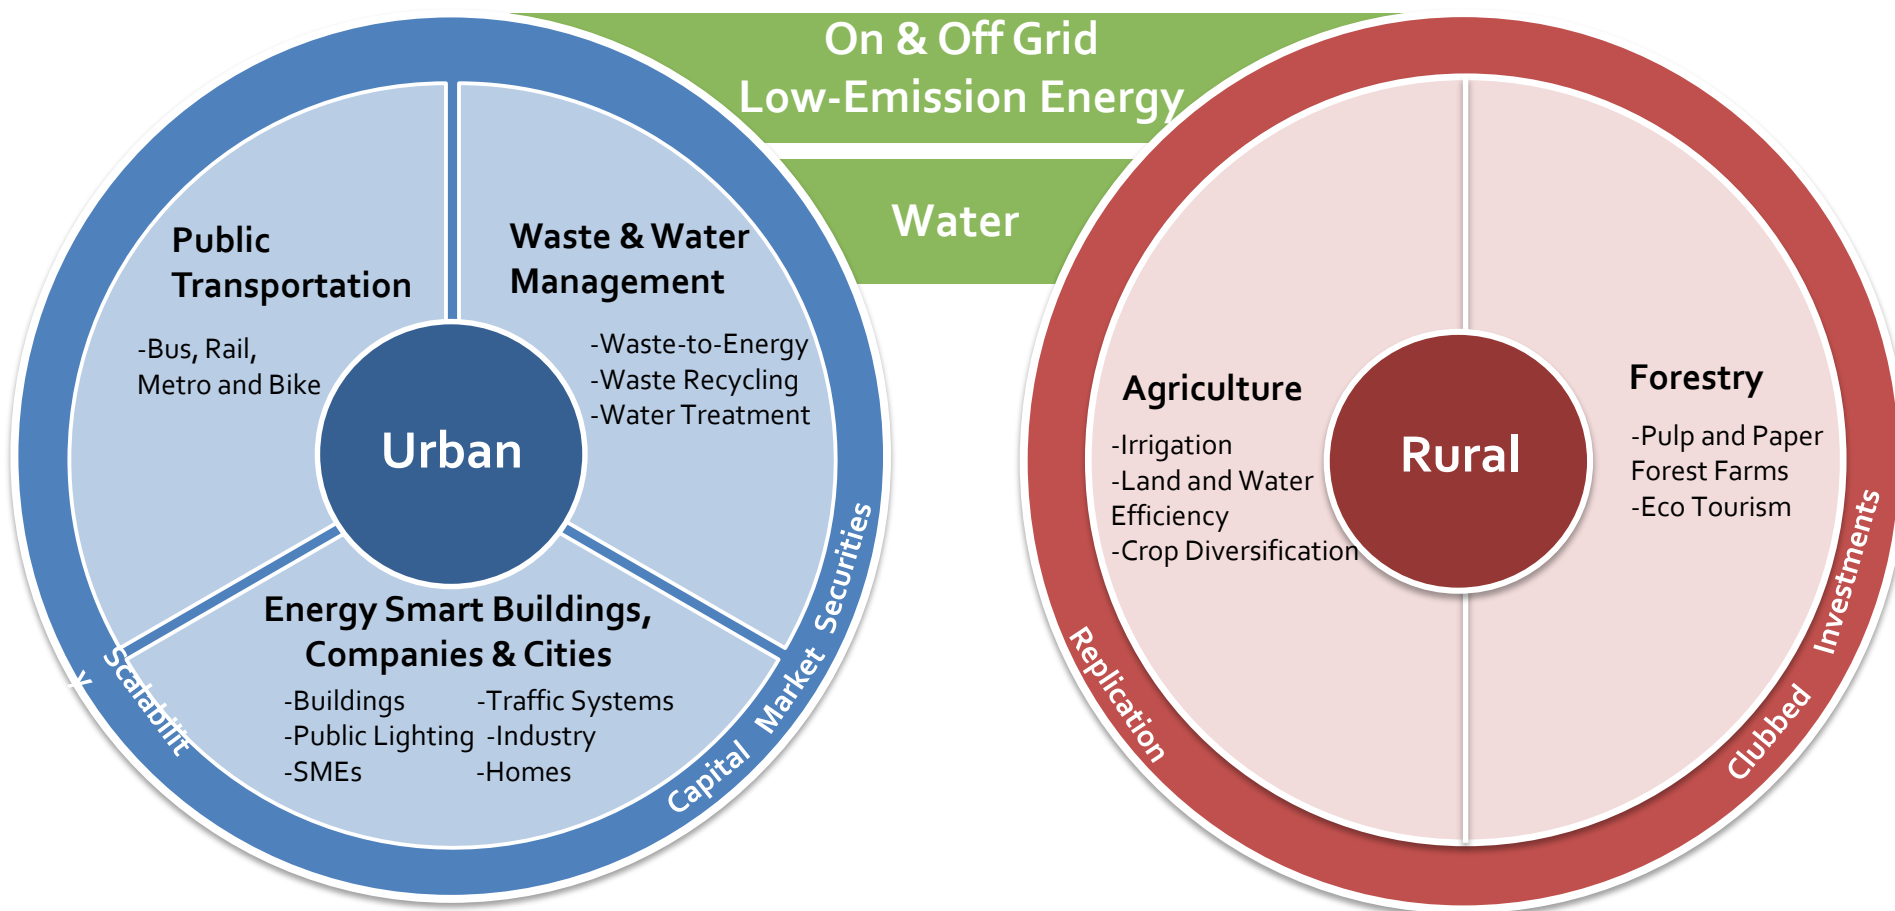 On & Off Grid
Low-Emission Energy
Water
Public
Transportation
-Bus, Rail,
Metro and Bike
Waste & Water
Management
-Waste-to-Energy
-Waste Recycling
-Water Treatment
Urban
Energy Smart Buildings,
Companies & Cities
-Buildings
-Public Lighting
-SMEs
-Traffic Systems
-Industry
-Homes
Scalabilit
y
Capital Market Securities
Agriculture
-Irrigation
-Land and Water
Efficiency
-Crop Diversification
Rural
Forestry
-Pulp and Paper
Forest Farms
-Eco Tourism
Replication
Clubbed Investments